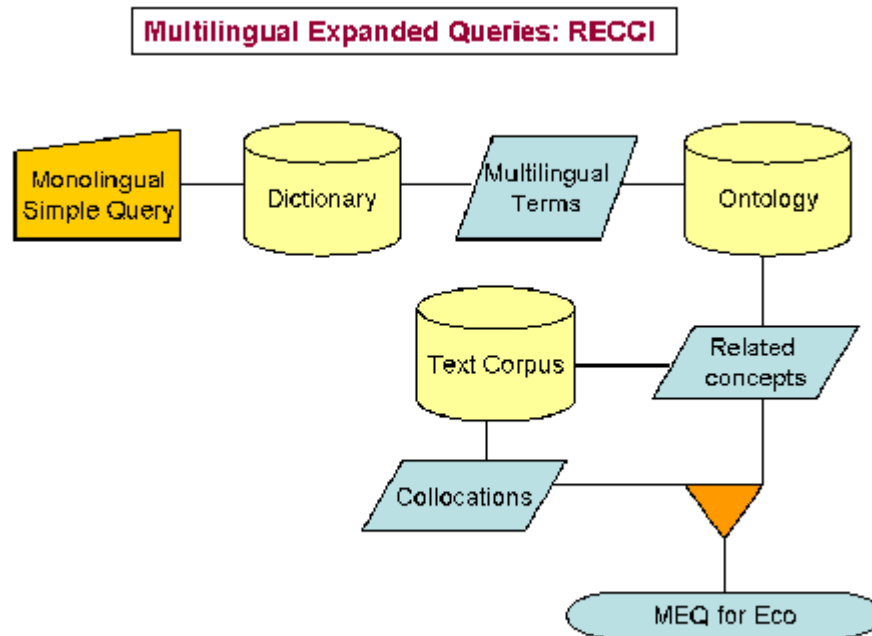 Multilingual Expanded Queries: RECCI
Monolingual
Simple Query
Dictionary
Multilingual
Terms
Ontology
Text Corpus
Related
concepts
Collocations
MEQ for Eco